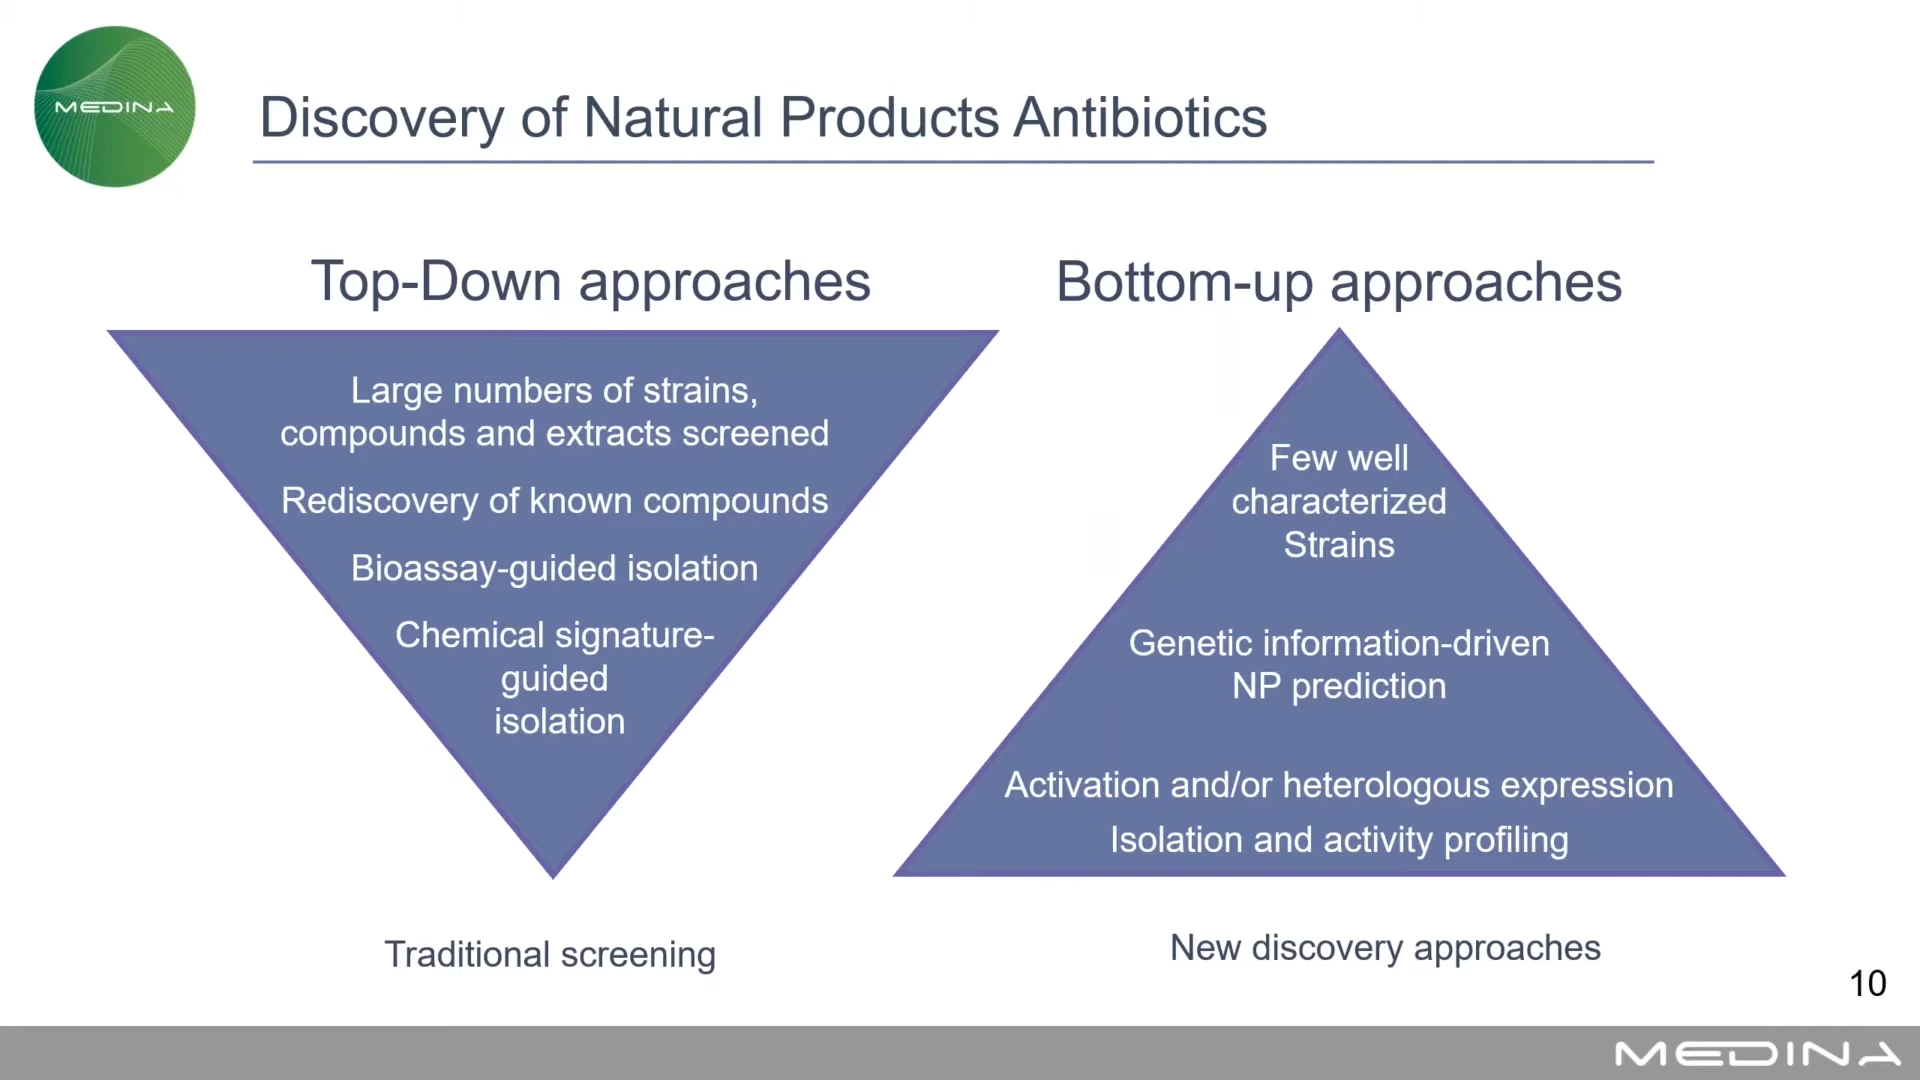 MEDINA
Discovery of Natural Products Antibiotics
Top-Down approaches
Large numbers of strains,
compounds and extracts screened
Rediscovery of known compounds
Bioassay-guided isolation
Chemical signature-
guided
isolation
Traditional screening
Bottom-up approaches
Few well
characterized
Strains
Genetic information-driven
NP prediction
Activation and/or heterologous expression
Isolation and activity profiling
New discovery approaches
10
MEDINA